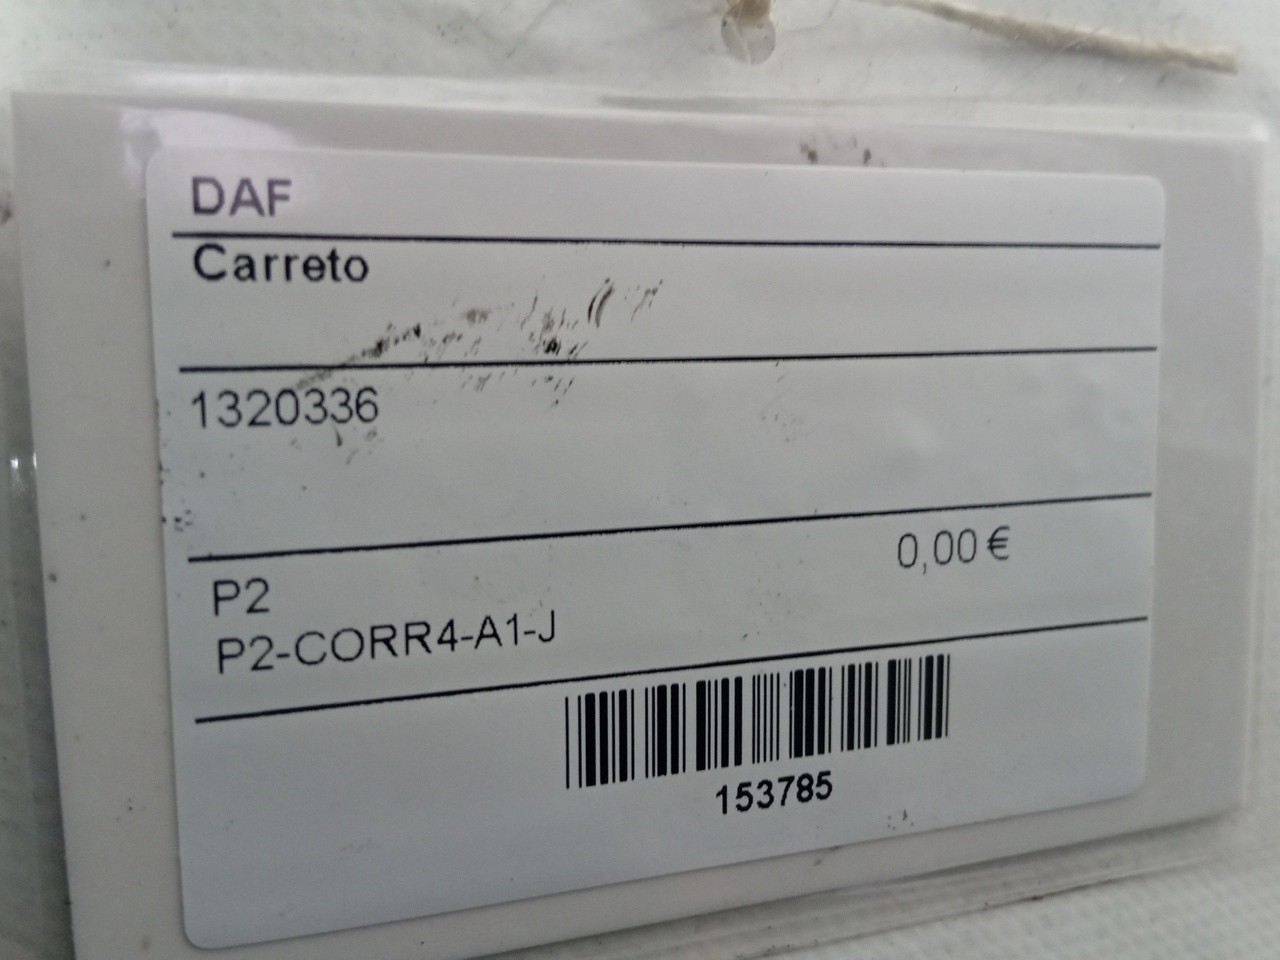 DAF
Carreto
1320336
0,00 €
P2
P2-CORR4-A1-J
153785